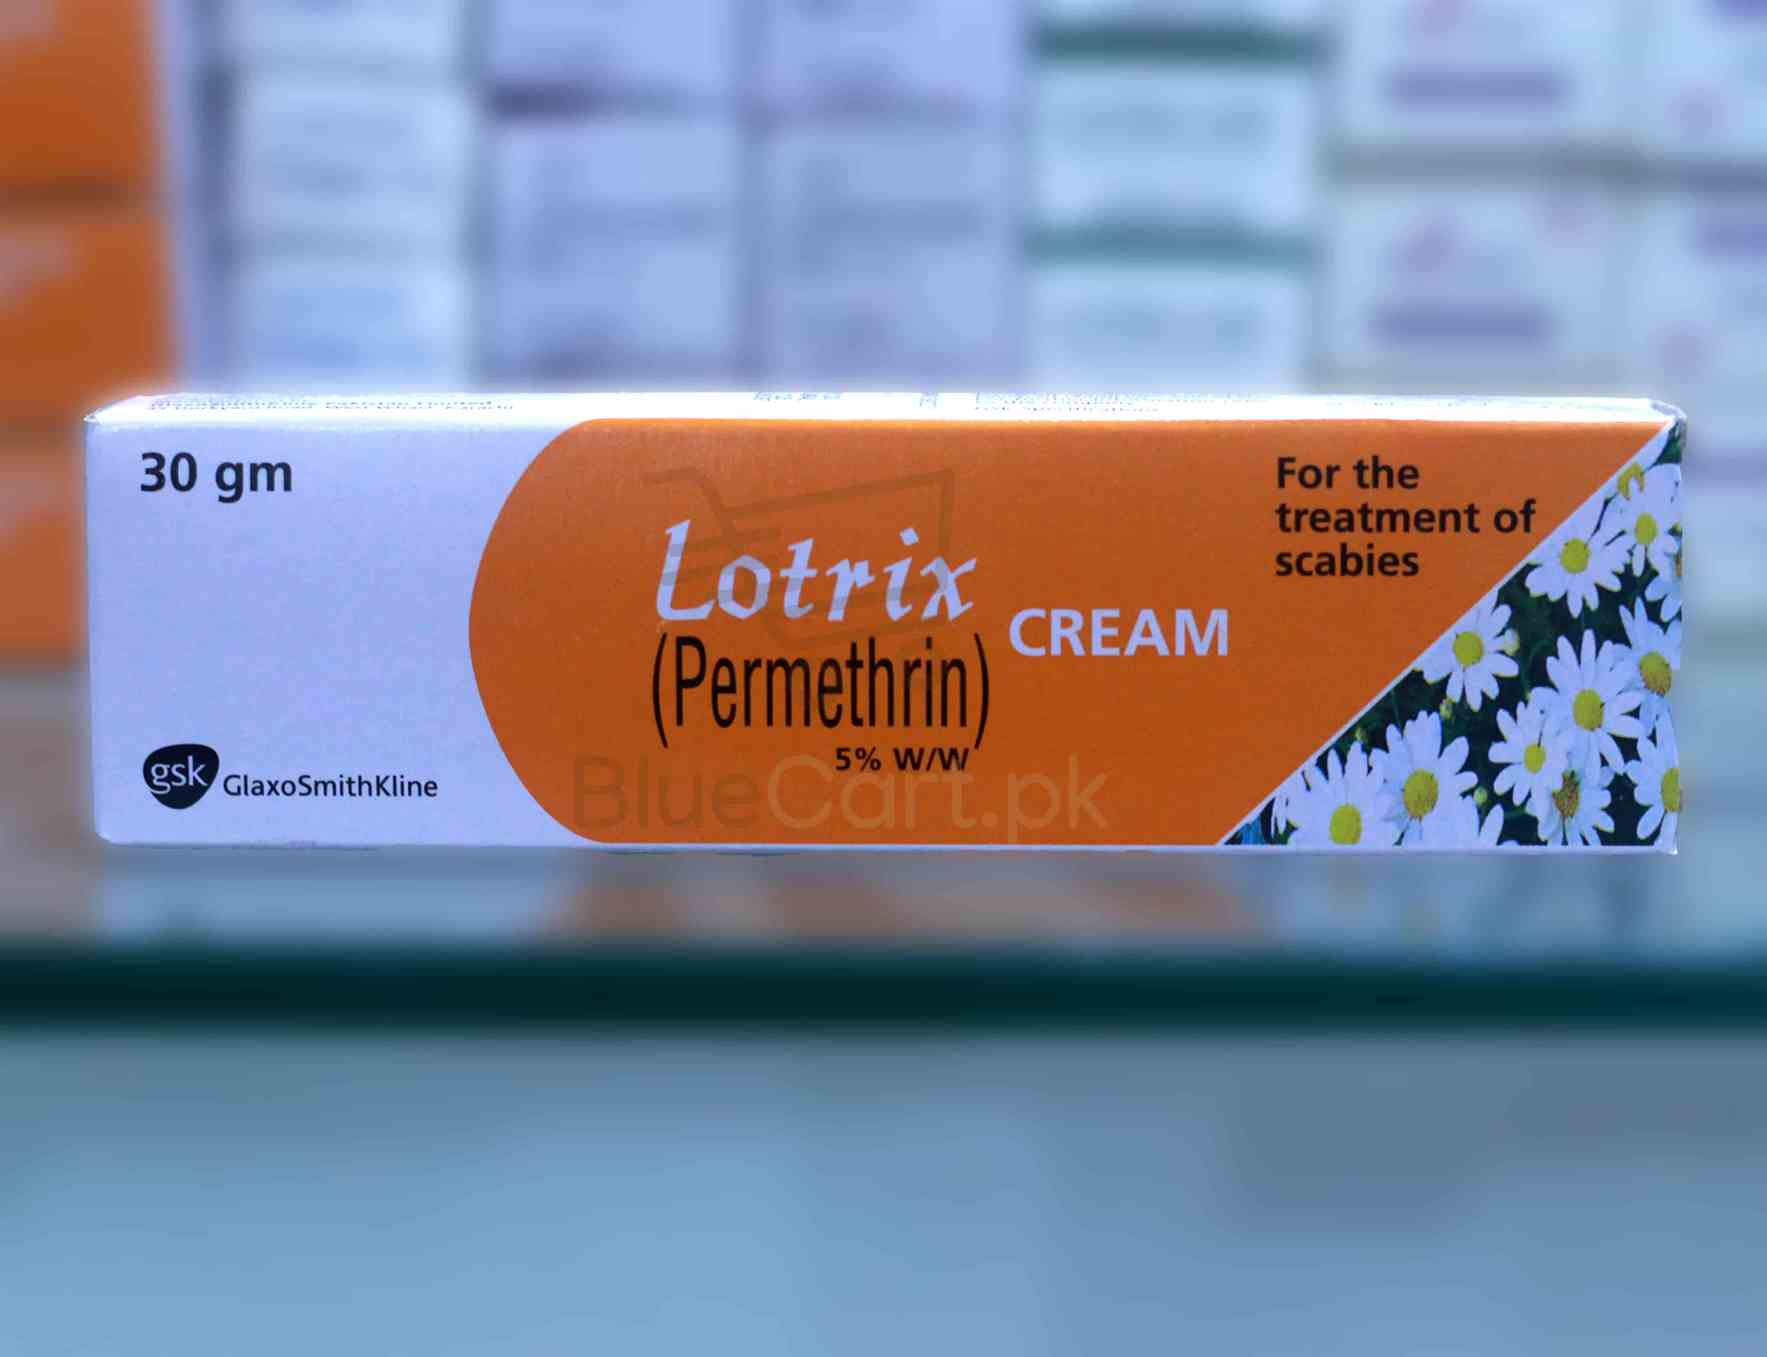 30 gm
For the
treatment of
scabies
Lotrix
CREAM
(Permethrin)
5% W/W
gsk GlaxoSmithKline
BlueCart.pk